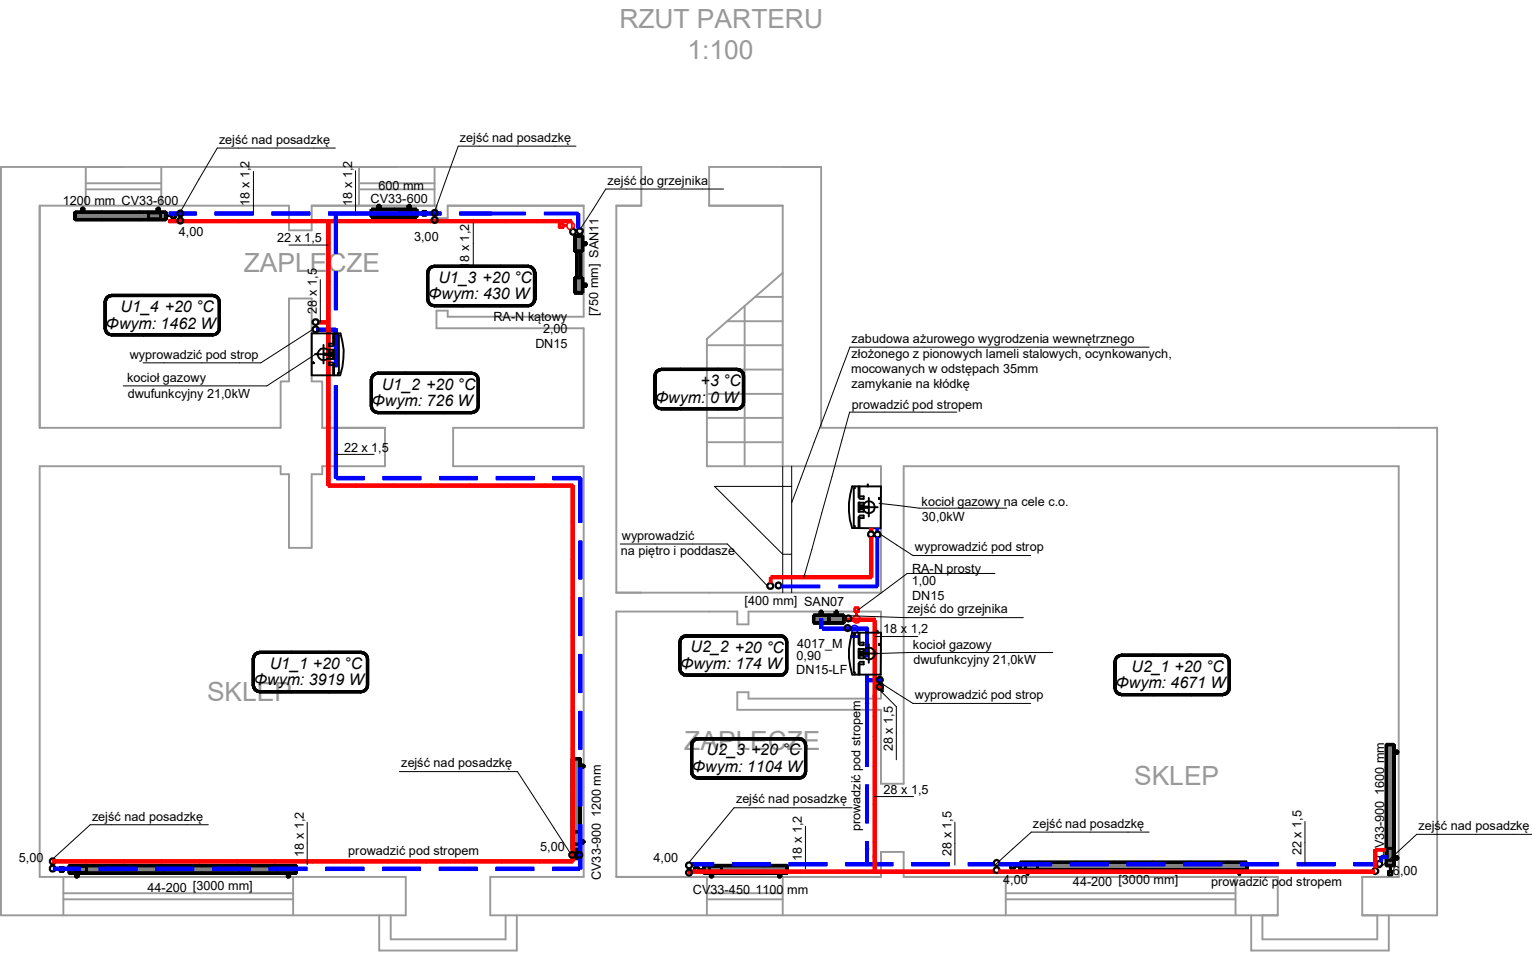 RZUT PARTERU
1:100
zejść nad posadzkę
zejść nad posadzkę
zejść do grzejnika
18 x 1,2
18 x 1,2
600 mm
CV33-600
1200 mm CV33-600
4,00
22 x 1,5
3,00
8 x 1,2
SAN11
[750 mm]
ZAPLECZE
U1_3 +20 °C
Φwym: 430 W
28 x 1,5
U1_4 +20 °C
Φwym: 1462 W
RA-N kątowy
2,00
DN15
wyprowadzić pod strop
kocioł gazowy
dwufunkcyjny 21,0kW
U1_2 +20 °C
Φwym: 726 W
+3 °C
Φwym: 0 W
zabudowa ażurowego wygrodzenia wewnętrznego
złożonego z pionowych lameli stalowych, ocynkowanych,
mocowanych w odstępach 35mm
zamykanie na kłódkę
prowadzić pod stropem
22 x 1,5
kocioł gazowy na cele c.o.
30,0kW
wyprowadzić
na piętro i poddasze
wyprowadzić pod strop
RA-N prosty
1,00
DN15
[400 mm] SAN07
zejść do grzejnika
18 x 1,2
U2_2 +20 °C
Φwym: 174 W
4017_M
0,90
DN15-LF
kocioł gazowy
dwufunkcyjny 21,0kW
U1_1 +20 °C
Φwym: 3919 W
SKLEP
U2_1 +20 °C
Φwym: 4671 W
wyprowadzić pod strop
28 x 1,5
prowadzić pod stropem
ZAPLECZE
U2_3 +20 °C
Φwym: 1104 W
SKLEP
zejść nad posadzkę
CV33-900 1200 mm
V33-900 1600 mm
28 x 1,5
zejść nad posadzkę
zejść nad posadzkę
18 x 1,2
18 x 1,2
28 x 1,5
zejść nad posadzkę
22 x 1,5
zejść nad posadzkę
5,00
prowadzić pod stropem
5,00
4,00
44-200 [3000 mm]
CV33-450 1100 mm
4,00
44-200 [3000 mm]
prowadzić pod stropem
6,00